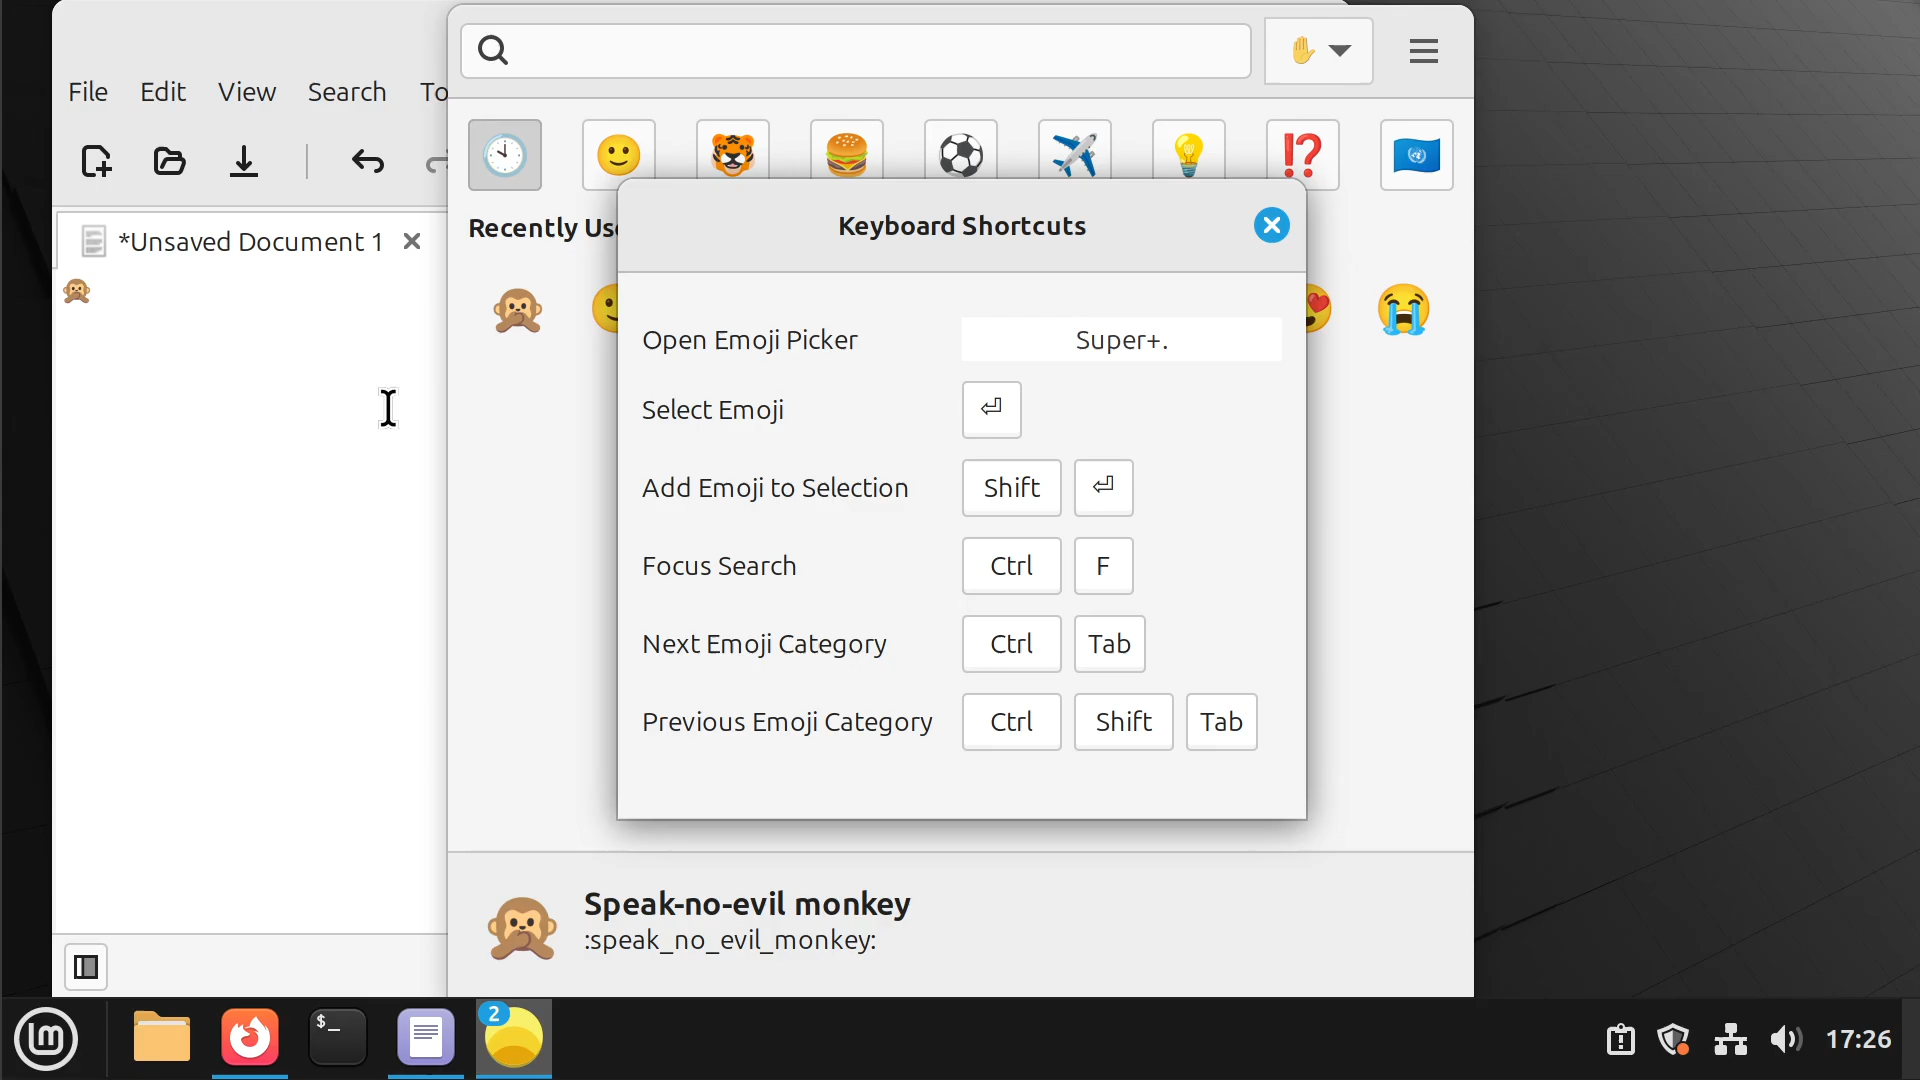 File Edit View Search To
*Unsaved Document 1
Recently Us
Keyboard Shortcuts
Open Emoji Picker Super+.
Select Emoji ⏎
Add Emoji to Selection Shift ⏎
Focus Search Ctrl F
Next Emoji Category Ctrl Tab
Previous Emoji Category Ctrl Shift Tab
Speak-no-evil monkey
:speak_no_evil_monkey:
$_
2
17:26